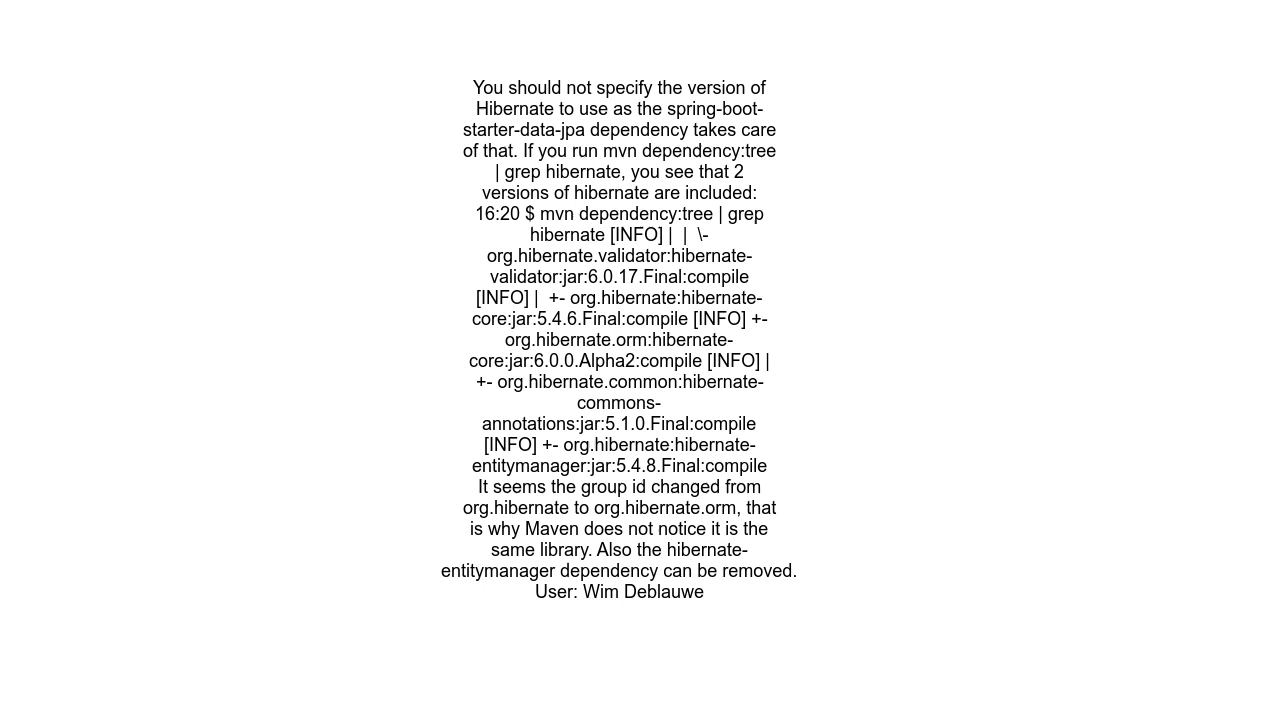 You should not specify the version of
Hibernate to use as the spring-boot-
starter-data-jpa dependency takes care
of that. If you run mvn dependency:tree
| grep hibernate, you see that 2
versions of hibernate are included:
16:20 $ mvn dependency:tree | grep
hibernate [INFO] |  |  \-
org.hibernate.validator:hibernate-
validator:jar:6.0.17.Final:compile
[INFO] |  +- org.hibernate:hibernate-
core:jar:5.4.6.Final:compile [INFO] +-
org.hibernate.orm:hibernate-
core:jar:6.0.0.Alpha2:compile [INFO] |
+- org.hibernate.common:hibernate-
commons-
annotations:jar:5.1.0.Final:compile
[INFO] +- org.hibernate:hibernate-
entitymanager:jar:5.4.8.Final:compile
It seems the group id changed from
org.hibernate to org.hibernate.orm, that
is why Maven does not notice it is the
same library. Also the hibernate-
entitymanager dependency can be removed.
User: Wim Deblauwe